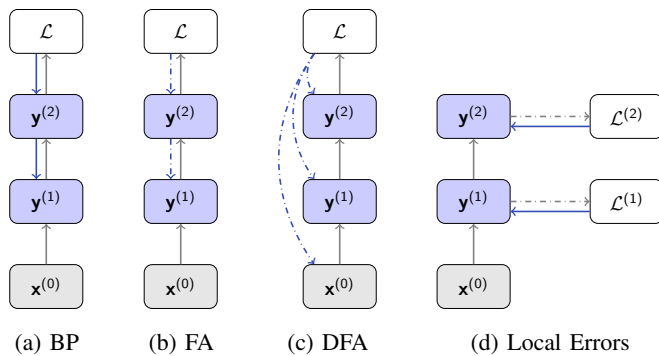 ℒ ℒ ℒ
y⁽²⁾ y⁽²⁾ y⁽²⁾ y⁽²⁾ ℒ⁽²⁾
y⁽¹⁾ y⁽¹⁾ y⁽¹⁾ y⁽¹⁾ ℒ⁽¹⁾
x⁽⁰⁾ x⁽⁰⁾ x⁽⁰⁾ x⁽⁰⁾
(a) BP (b) FA (c) DFA (d) Local Errors